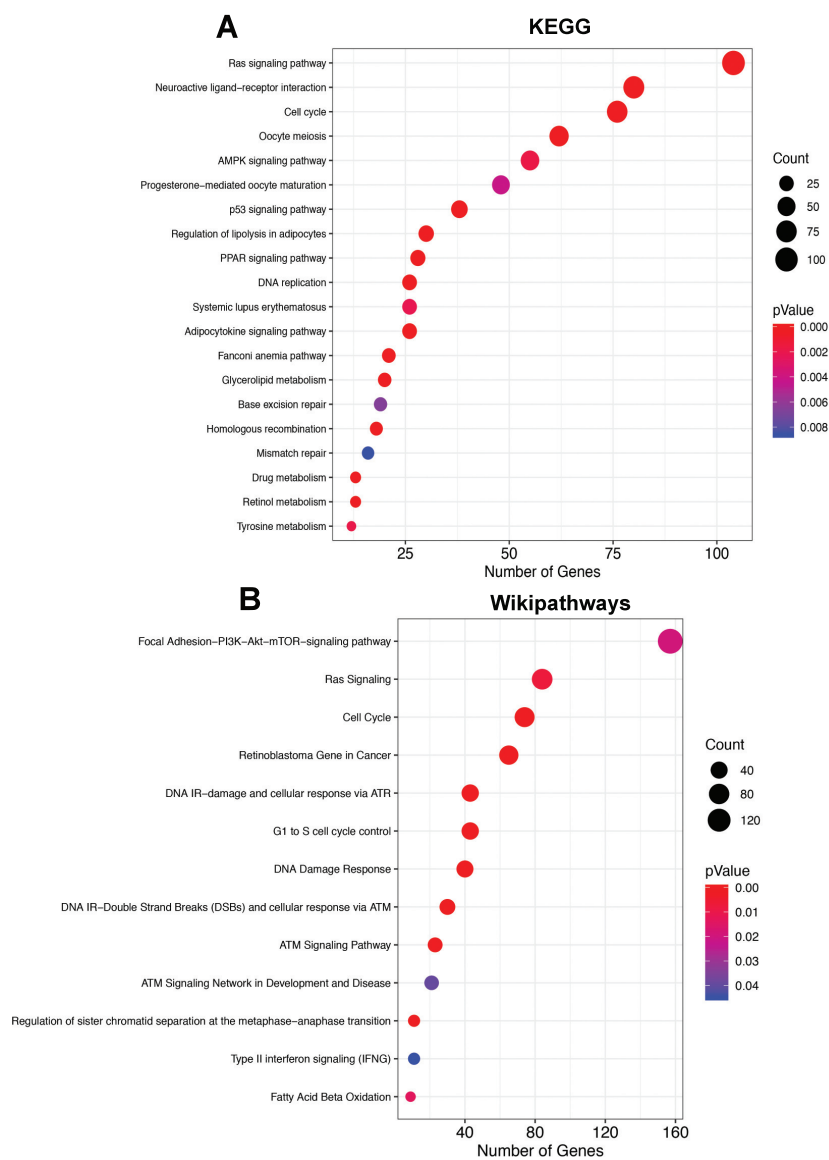 A
KEGG
Ras signaling pathway
Neuroactive ligand−receptor interaction
Cell cycle
Oocyte meiosis
AMPK signaling pathway
Progesterone−mediated oocyte maturation
p53 signaling pathway
Regulation of lipolysis in adipocytes
PPAR signaling pathway
DNA replication
Systemic lupus erythematosus
Adipocytokine signaling pathway
Fanconi anemia pathway
Glycerolipid metabolism
Base excision repair
Homologous recombination
Mismatch repair
Drug metabolism
Retinol metabolism
Tyrosine metabolism
25 50 75 100
Number of Genes
Count
25
50
75
100
pValue
0.000
0.002
0.004
0.006
0.008
B
Wikipathways
Focal Adhesion−PI3K−Akt−mTOR−signaling pathway
Ras Signaling
Cell Cycle
Retinoblastoma Gene in Cancer
DNA IR−damage and cellular response via ATR
G1 to S cell cycle control
DNA Damage Response
DNA IR−Double Strand Breaks (DSBs) and cellular response via ATM
ATM Signaling Pathway
ATM Signaling Network in Development and Disease
Regulation of sister chromatid separation at the metaphase−anaphase transition
Type II interferon signaling (IFNG)
Fatty Acid Beta Oxidation
40 80 120 160
Number of Genes
Count
40
80
120
pValue
0.00
0.01
0.02
0.03
0.04